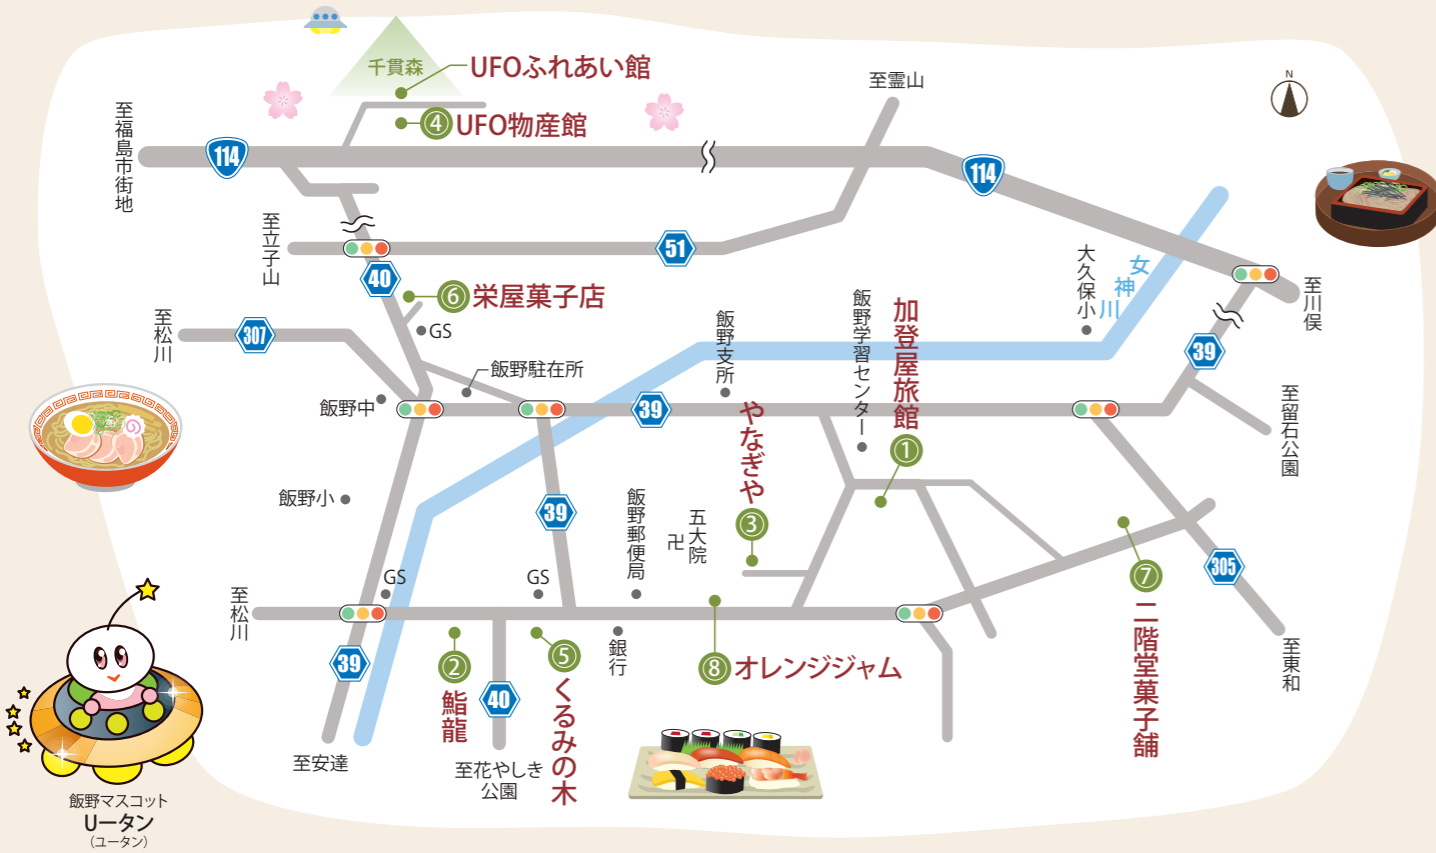 千貫森
UFOふれあい館
④
UFO物産館
至霊山
N
至福島市街地
114
114
至立子山
51
40
大久保小
女神川
至川俣
⑥
栄屋菓子店
GS
至松川
307
飯野支所
飯野学習センター
加登屋旅館
39
飯野駐在所
飯野中
39
至留石公園
やなぎや
①
飯野小
39
飯野郵便局
卍
五大院
③
305
⑦
GS
GS
至松川
二階堂菓子舗
39
②
鮨龍
40
⑤
くるみの木
銀行
⑧
オレンジジャム
至東和
至安達
至花やしき
公園
飯野マスコット
Uータン
(ユータン)